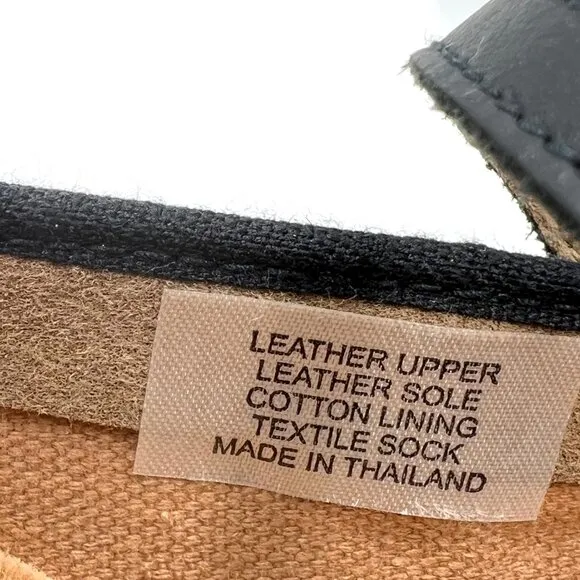 LEATHER UPPER
LEATHER SOLE
COTTON LINING
TEXTILE SOCK
MADE IN THAILAND